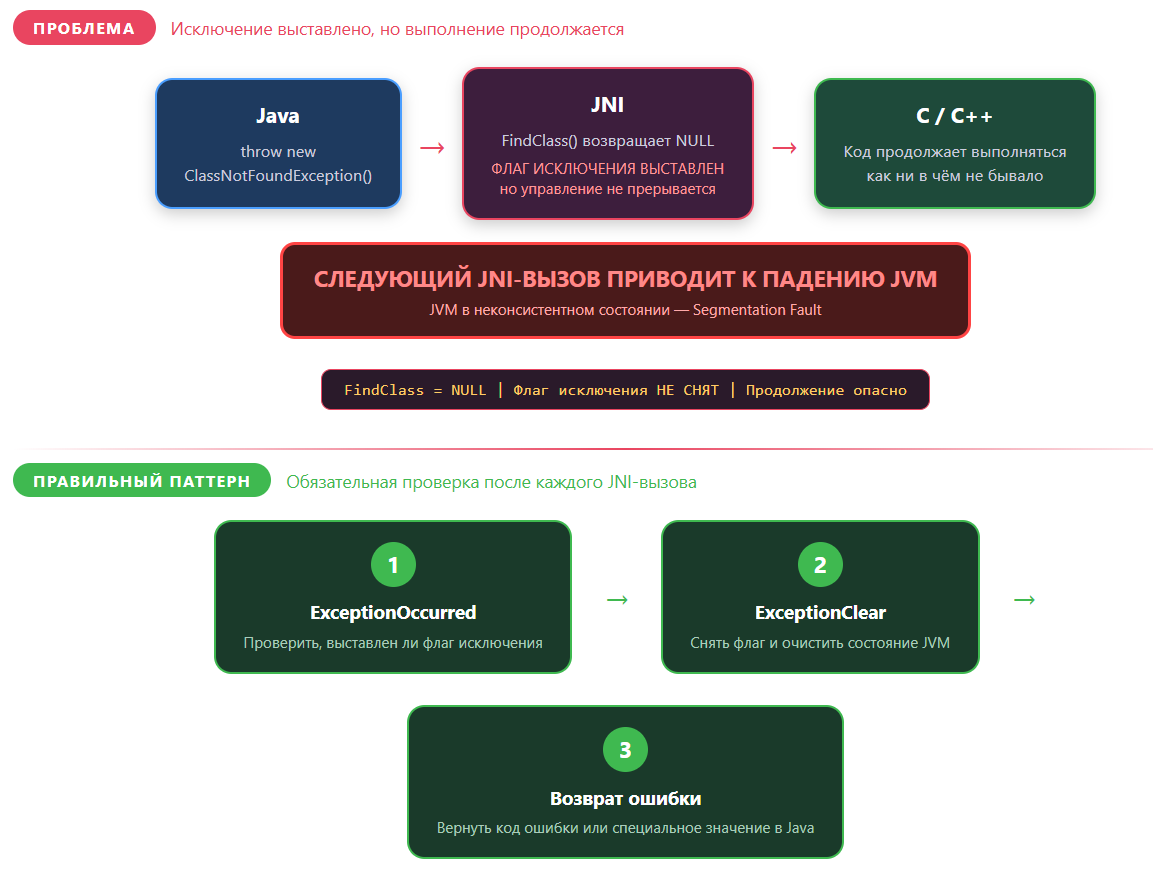 ПРОБЛЕМА
Исключение выставлено, но выполнение продолжается
Java
throw new
ClassNotFoundException()
→
JNI
FindClass() возвращает NULL
ФЛАГ ИСКЛЮЧЕНИЯ ВЫСТАВЛЕН
но управление не прерывается
→
C / C++
Код продолжает выполняться
как ни в чём не бывало
СЛЕДУЮЩИЙ JNI-ВЫЗОВ ПРИВОДИТ К ПАДЕНИЮ JVM
JVM в неконсистентном состоянии — Segmentation Fault
FindClass = NULL | Флаг исключения НЕ СНЯТ | Продолжение опасно
ПРАВИЛЬНЫЙ ПАТТЕРН
Обязательная проверка после каждого JNI-вызова
1
ExceptionOccurred
Проверить, выставлен ли флаг исключения
→
2
ExceptionClear
Снять флаг и очистить состояние JVM
→
3
Возврат ошибки
Вернуть код ошибки или специальное значение в Java